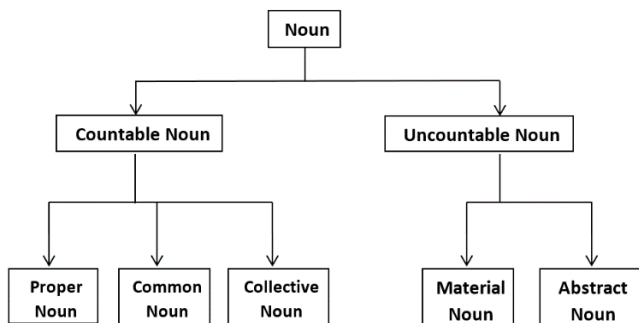 Noun
Countable Noun
Uncountable Noun
Proper
Noun
Common
Noun
Collective
Noun
Material
Noun
Abstract
Noun